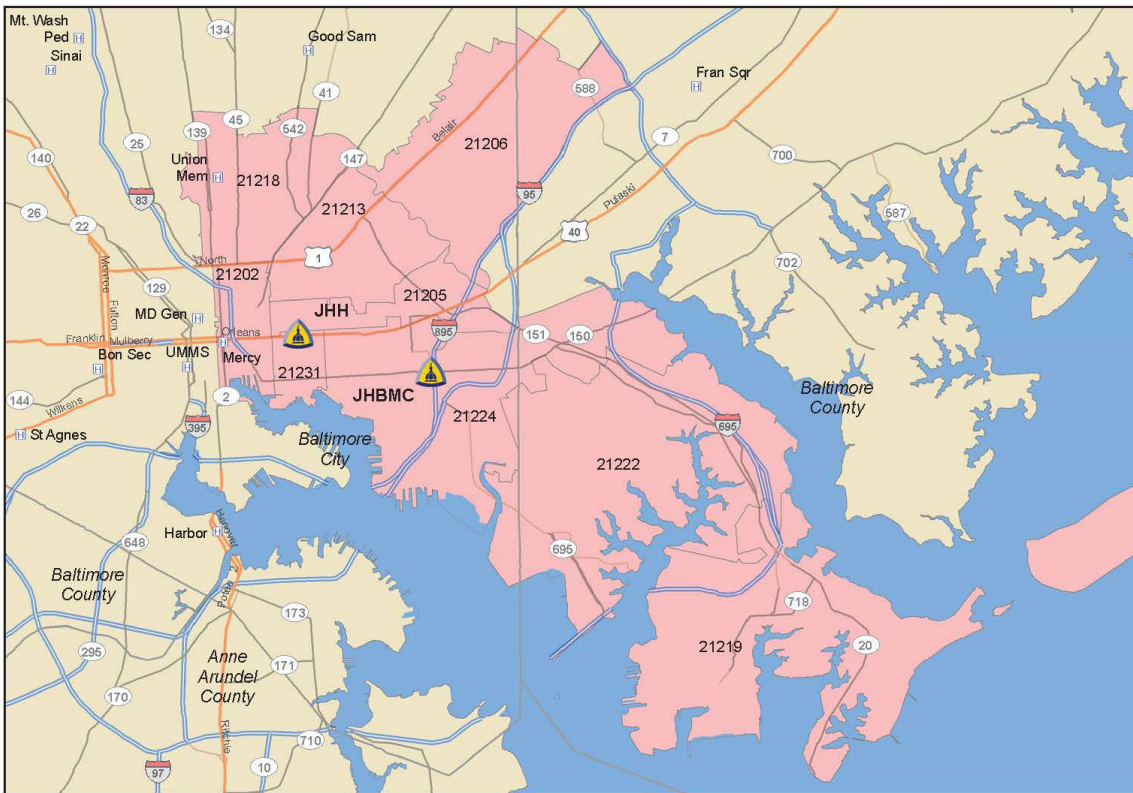 Mt. Wash
Ped
Sinai
134
Good Sam
41
Fran Sqr
588
139
45
542
Belair
7
25
147
21206
140
Union
Mem
21218
700
83
95
26
21213
Pulaski
587
22
40
North
1
702
21202
Monroe
129
21205
JHH
Fulton
MD Gen
895
151
150
Franklin
Mulberry
Orleans
Bon Sec
UMMS
Mercy
21231
JHBMC
Baltimore
County
144
Wilkens
2
21224
395
695
St Agnes
Baltimore
City
21222
Harbor
Hanover
648
695
Baltimore
County
Potee
2
173
718
295
Anne
Arundel
County
171
21219
20
170
Ritchie
710
97
10